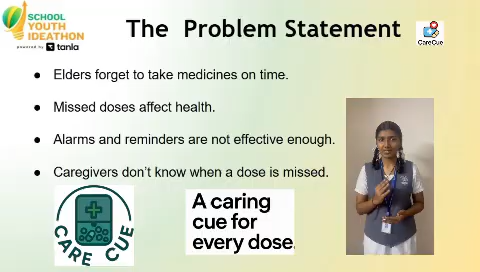 SCHOOL
YOUTH
IDEATHON
powered by tania
The Problem Statement
CareCue
● Elders forget to take medicines on time.
● Missed doses affect health.
● Alarms and reminders are not effective enough.
● Caregivers don't know when a dose is missed.
CARE CUE
A caring
cue for
every dose.